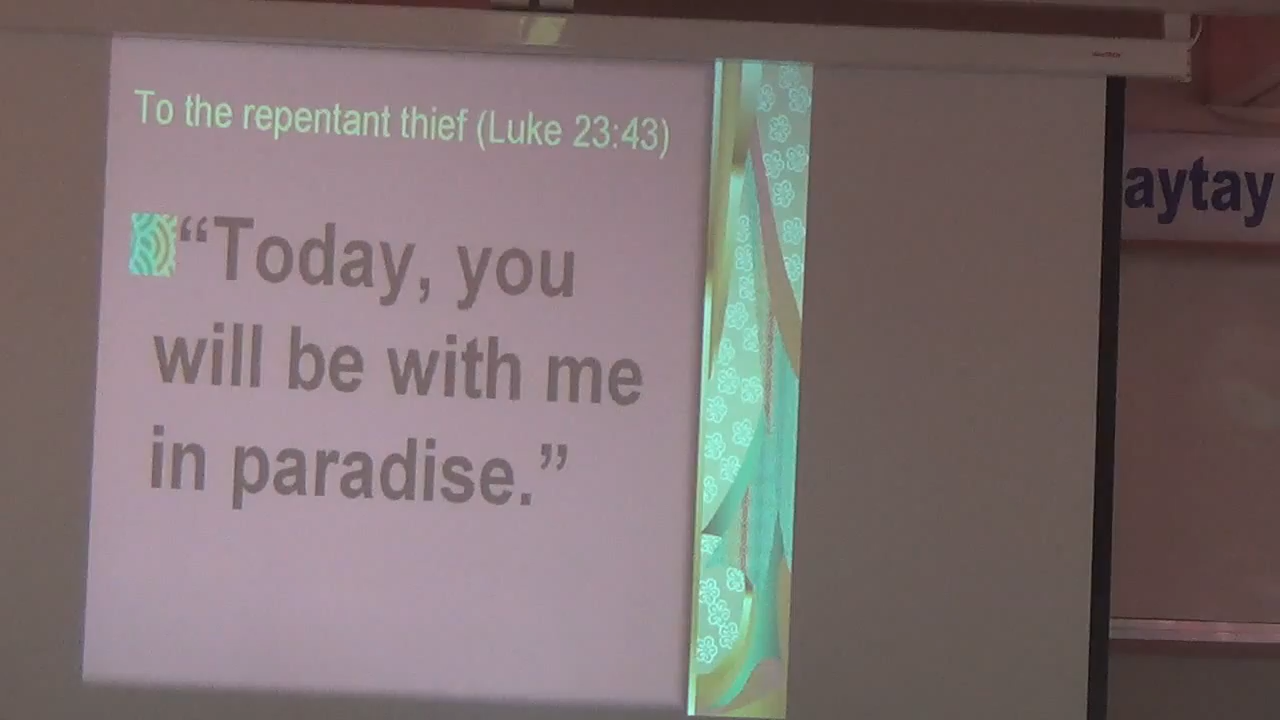 To the repentant thief (Luke 23:43)
“Today, you
will be with me
in paradise.”
aytay